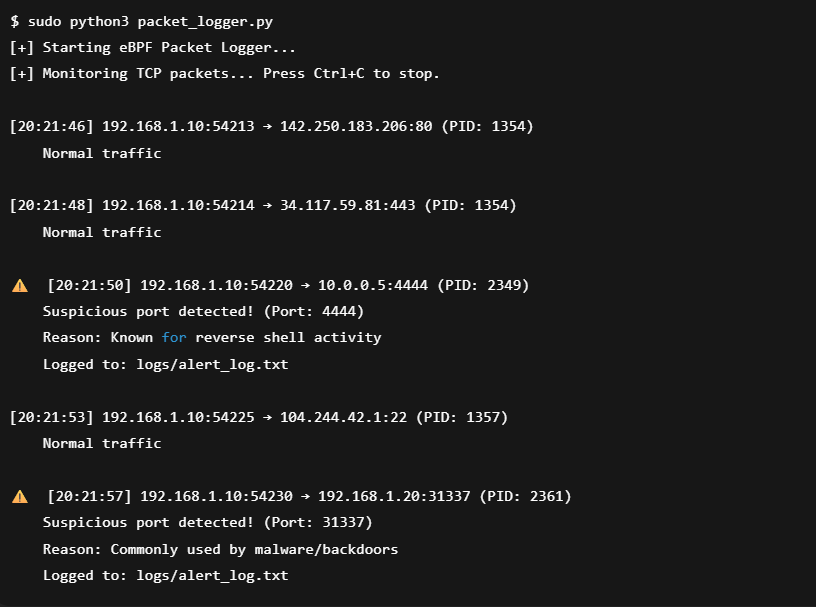 $ sudo python3 packet_logger.py
[+] Starting eBPF Packet Logger...
[+] Monitoring TCP packets... Press Ctrl+C to stop.
[20:21:46] 192.168.1.10:54213 → 142.250.183.206:80 (PID: 1354)
Normal traffic
[20:21:48] 192.168.1.10:54214 → 34.117.59.81:443 (PID: 1354)
Normal traffic
⚠️ [20:21:50] 192.168.1.10:54220 → 10.0.0.5:4444 (PID: 2349)
Suspicious port detected! (Port: 4444)
Reason: Known for reverse shell activity
Logged to: logs/alert_log.txt
[20:21:53] 192.168.1.10:54225 → 104.244.42.1:22 (PID: 1357)
Normal traffic
⚠️ [20:21:57] 192.168.1.10:54230 → 192.168.1.20:31337 (PID: 2361)
Suspicious port detected! (Port: 31337)
Reason: Commonly used by malware/backdoors
Logged to: logs/alert_log.txt